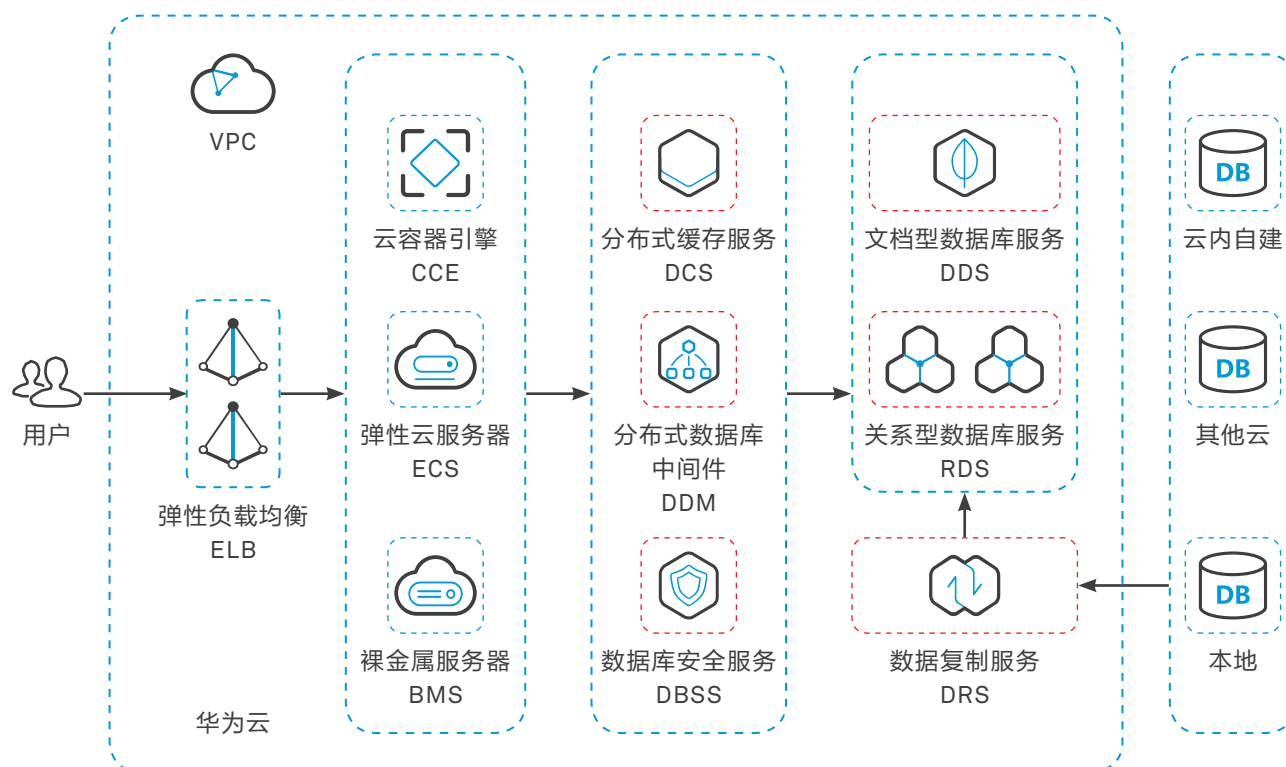 VPC
云容器引擎
CCE
分布式缓存服务
DCS
文档型数据库服务
DDS
DB
云内自建
用户
弹性负载均衡
ELB
弹性云服务器
ECS
分布式数据库
中间件
DDM
关系型数据库服务
RDS
DB
其他云
裸金属服务器
BMS
数据库安全服务
DBSS
数据复制服务
DRS
DB
本地
华为云